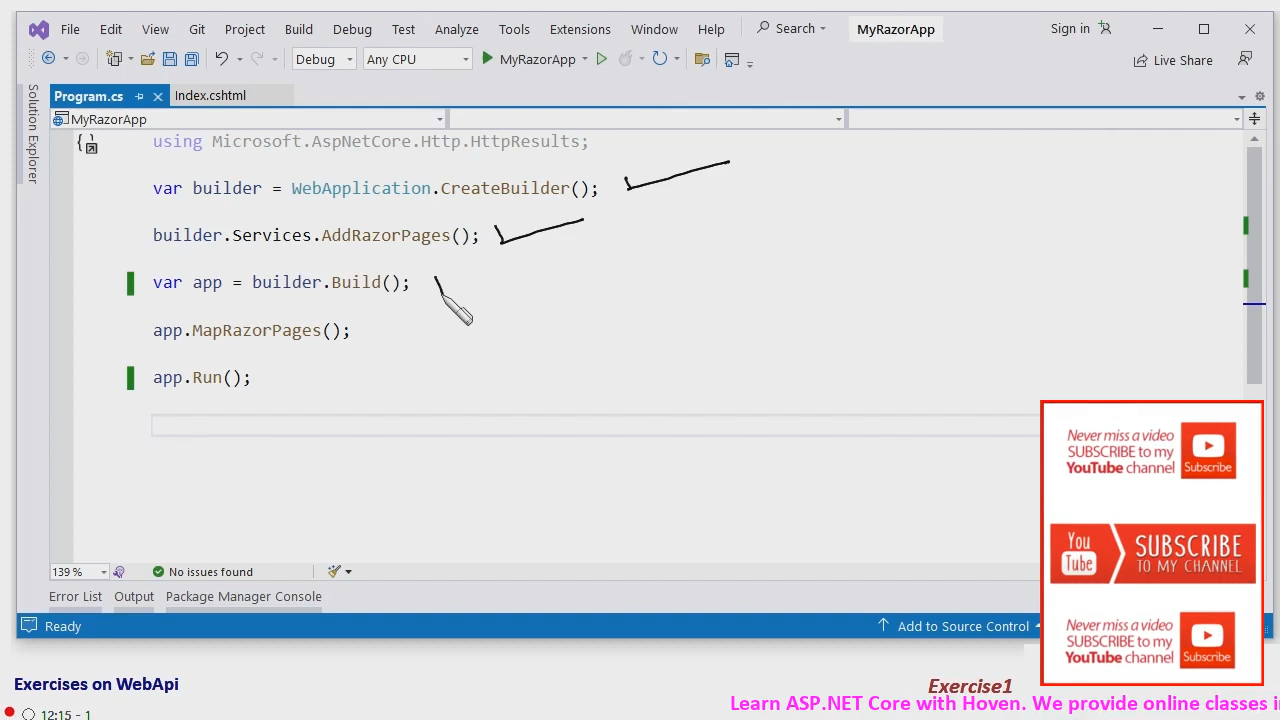 File Edit View Git Project Build Debug Test Analyze Tools Extensions Window Help Search MyRazorApp Sign in
Debug Any CPU MyRazorApp Live Share
Program.cs Index.cshtml
Solution Explorer
MyRazorApp
using Microsoft.AspNetCore.Http.HttpResults;
var builder = WebApplication.CreateBuilder();
builder.Services.AddRazorPages();
var app = builder.Build();
app.MapRazorPages();
app.Run();
Never miss a video
SUBSCRIBE to my
YouTube channel
Subscribe
You
Tube
SUBSCRIBE
TO MY CHANNEL
Never miss a video
SUBSCRIBE to my
YouTube channel
Subscribe
139 % No issues found
Error List Output Package Manager Console
Ready Add to Source Control
Exercises on WebApi
Exercise1
Learn ASP.NET Core with Hoven. We provide online classes i
12:15 - 1